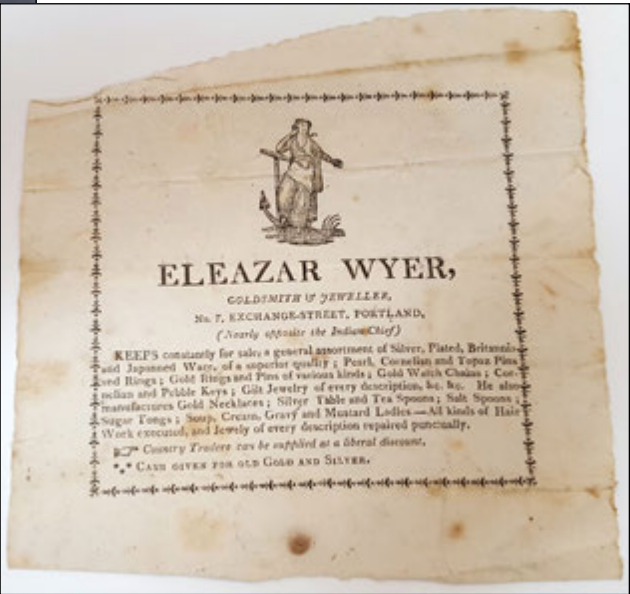 ELEAZAR WYER,
GOLDSMITH & JEWELLER,
No. 7, EXCHANGE-STREET, PORTLAND,
(Nearly opposite the Indian Chief)
KEEPS constantly for sale, a general assortment of Silver, Plated, Britannia
and Japanned Ware, of a superior quality; Pearl, Cornelian and Topaz Pins
and Rings; Gold Rings and Pins of various kinds; Gold Watch Chains; Cor-
nelian and Pebble Keys; Gilt Jewelry of every description, &c. &c. He also
manufactures Gold Necklaces; Silver Table and Tea Spoons; Salt Spoons;
Sugar Tongs; Soup, Cream, Gravy and Mustard Ladles.—All kinds of Hair
Work executed, and Jewely of every description repaired punctually.
☞ Country Traders can be supplied at a liberal discount.
*⁎* CASH GIVEN FOR OLD GOLD AND SILVER.